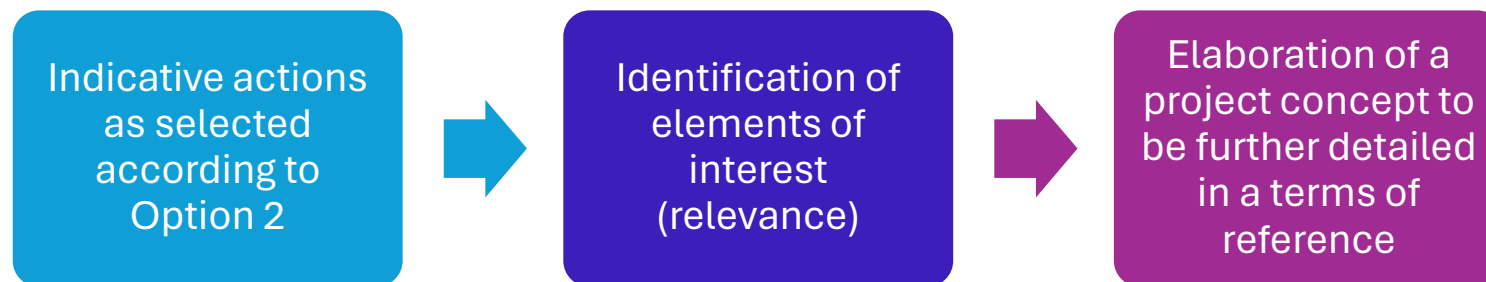 Indicative actions
as selected
according to
Option 2
Identification of
elements of
interest
(relevance)
Elaboration of a
project concept to
be further detailed
in a terms of
reference